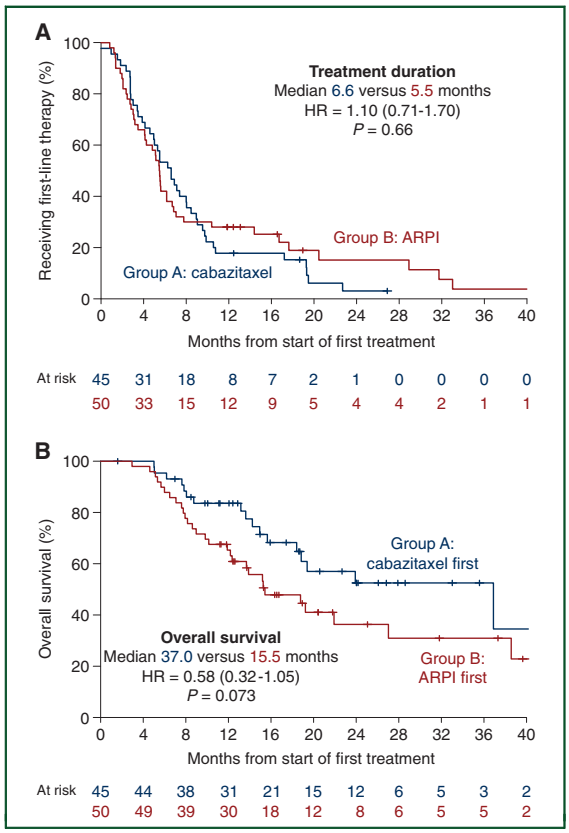 A
Receiving first-line therapy (%)
100
80
60
40
20
0
Treatment duration
Median 6.6 versus 5.5 months
HR = 1.10 (0.71-1.70)
P = 0.66
Group B: ARPI
Group A: cabazitaxel
0 4 8 12 16 20 24 28 32 36 40
Months from start of first treatment
At risk 45 31 18 8 7 2 1 0 0 0 0
50 33 15 12 9 5 4 4 2 1 1
B
Overall survival (%)
100
80
60
40
20
0
Group A:
cabazitaxel first
Overall survival
Median 37.0 versus 15.5 months
HR = 0.58 (0.32-1.05)
P = 0.073
Group B:
ARPI first
0 4 8 12 16 20 24 28 32 36 40
Months from start of first treatment
At risk 45 44 38 31 21 15 12 6 5 3 2
50 49 39 30 18 12 8 6 5 5 2